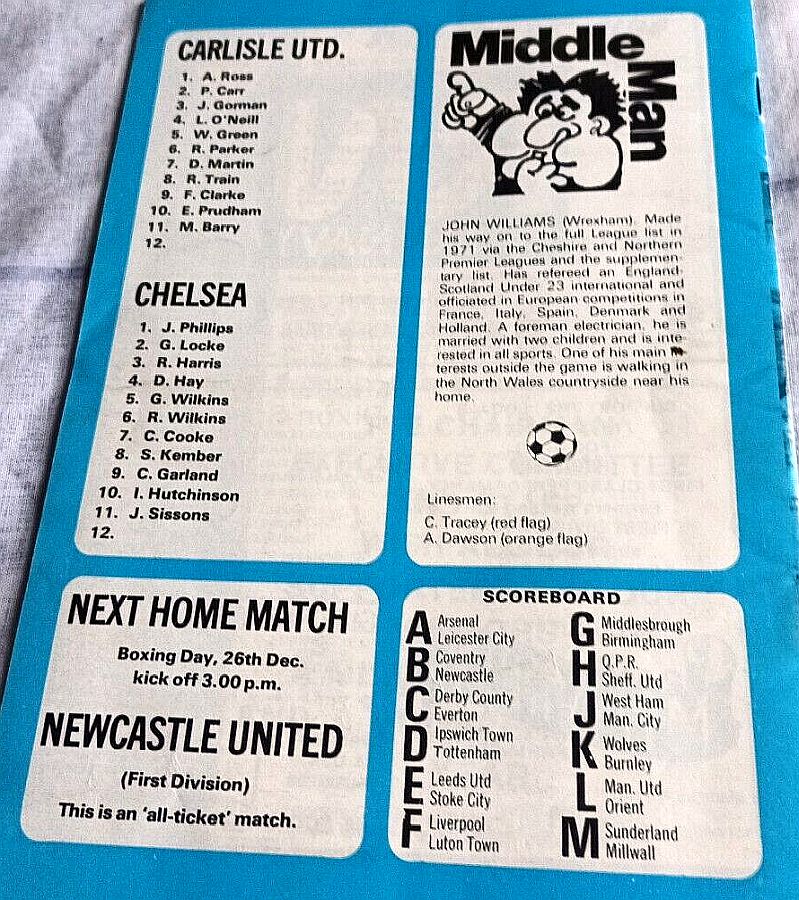 CARLISLE UTD.
1. A. Ross
2. P. Carr
3. J. Gorman
4. L. O'Neill
5. W. Green
6. R. Parker
7. D. Martin
8. R. Train
9. F. Clarke
10. E. Prudham
11. M. Barry
12.
CHELSEA
1. J. Phillips
2. G. Locke
3. R. Harris
4. D. Hay
5. G. Wilkins
6. R. Wilkins
7. C. Cooke
8. S. Kember
9. C. Garland
10. I. Hutchinson
11. J. Sissons
12.
Middle
Man
JOHN WILLIAMS (Wrexham). Made
his way on to the full League list in
1971 via the Cheshire and Northern
Premier Leagues and the supplemen-
tary list. Has refereed an England-
Scotland Under 23 international and
officiated in European competitions in
France, Italy, Spain, Denmark and
Holland. A foreman electrician, he is
married with two children and is inte-
rested in all sports. One of his main in-
terests outside the game is walking in
the North Wales countryside near his
home.
Linesmen:
C. Tracey (red flag)
A. Dawson (orange flag)
NEXT HOME MATCH
Boxing Day, 26th Dec.
kick off 3.00 p.m.
NEWCASTLE UNITED
(First Division)
This is an 'all-ticket' match.
SCOREBOARD
A Arsenal
Leicester City
B Coventry
Newcastle
C Derby County
Everton
D Ipswich Town
Tottenham
E Leeds Utd
Stoke City
F Liverpool
Luton Town
G Middlesbrough
Birmingham
H Q.P.R.
Sheff. Utd
J West Ham
Man. City
K Wolves
Burnley
L Man. Utd
Orient
M Sunderland
Millwall